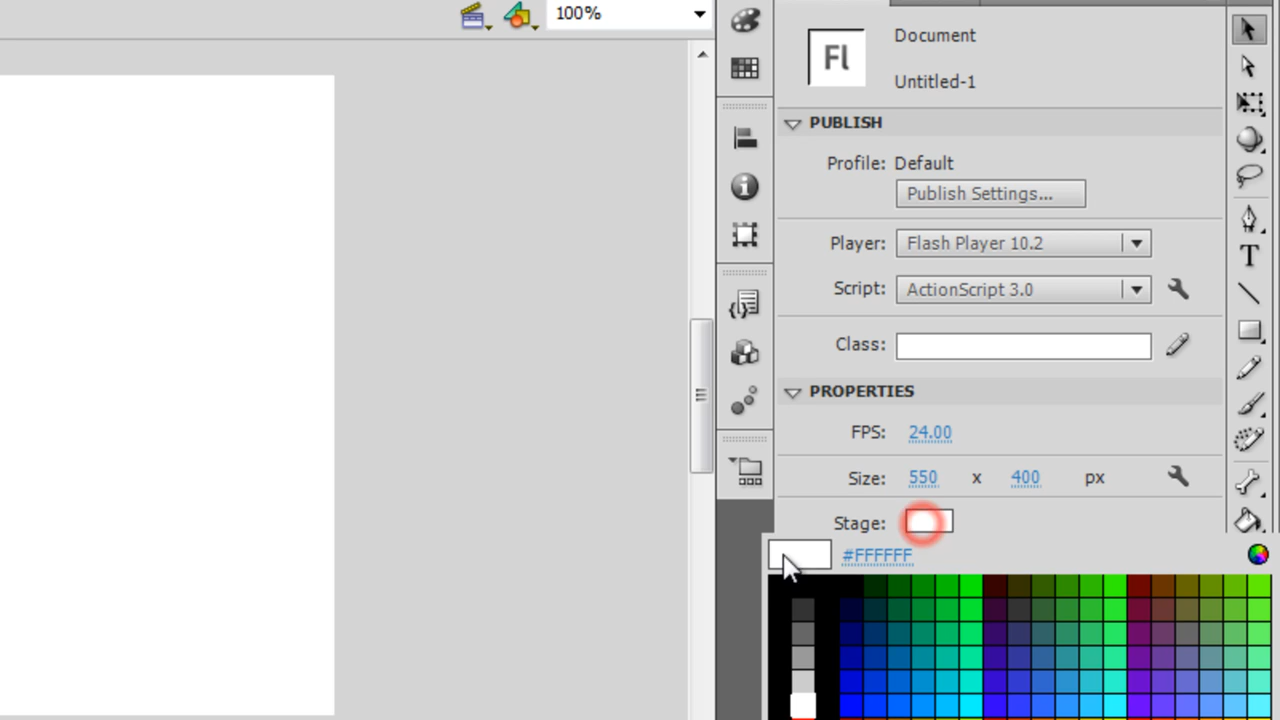 100%
Fl
Document
Untitled-1
PUBLISH
Profile: Default
Publish Settings...
Player: Flash Player 10.2
Script: ActionScript 3.0
Class:
PROPERTIES
FPS: 24.00
Size: 550 x 400 px
Stage:
#FFFFFF
T